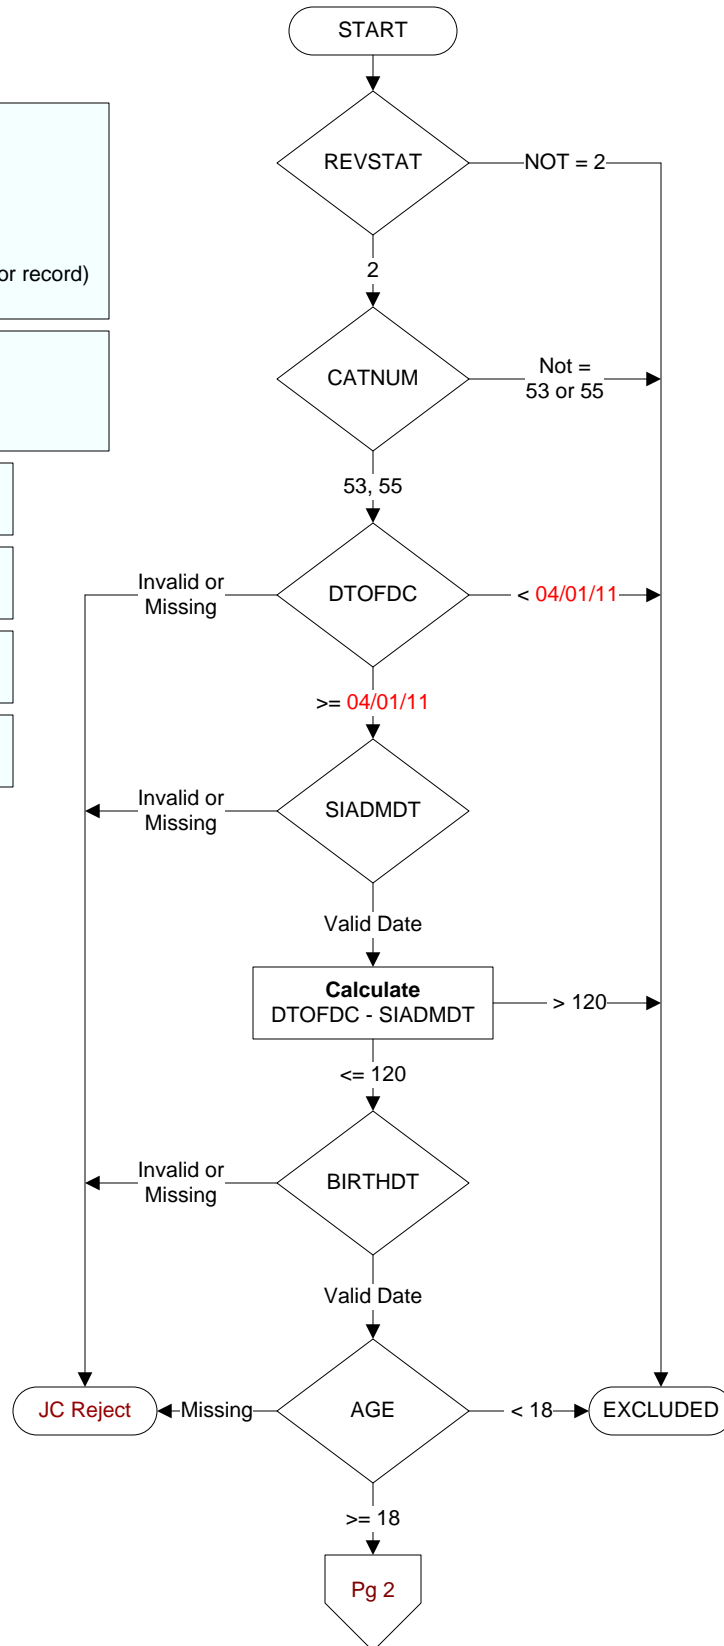 START
REVSTAT
NOT = 2
or record)
2
CATNUM
Not =
53 or 55
53, 55
Invalid or
Missing
DTOFDC
< 04/01/11
>= 04/01/11
Invalid or
Missing
SIADMDT
Valid Date
Calculate
DTOFDC - SIADMDT
> 120
<= 120
Invalid or
Missing
BIRTHDT
Valid Date
JC Reject
Missing
AGE
< 18
EXCLUDED
>= 18
Pg 2